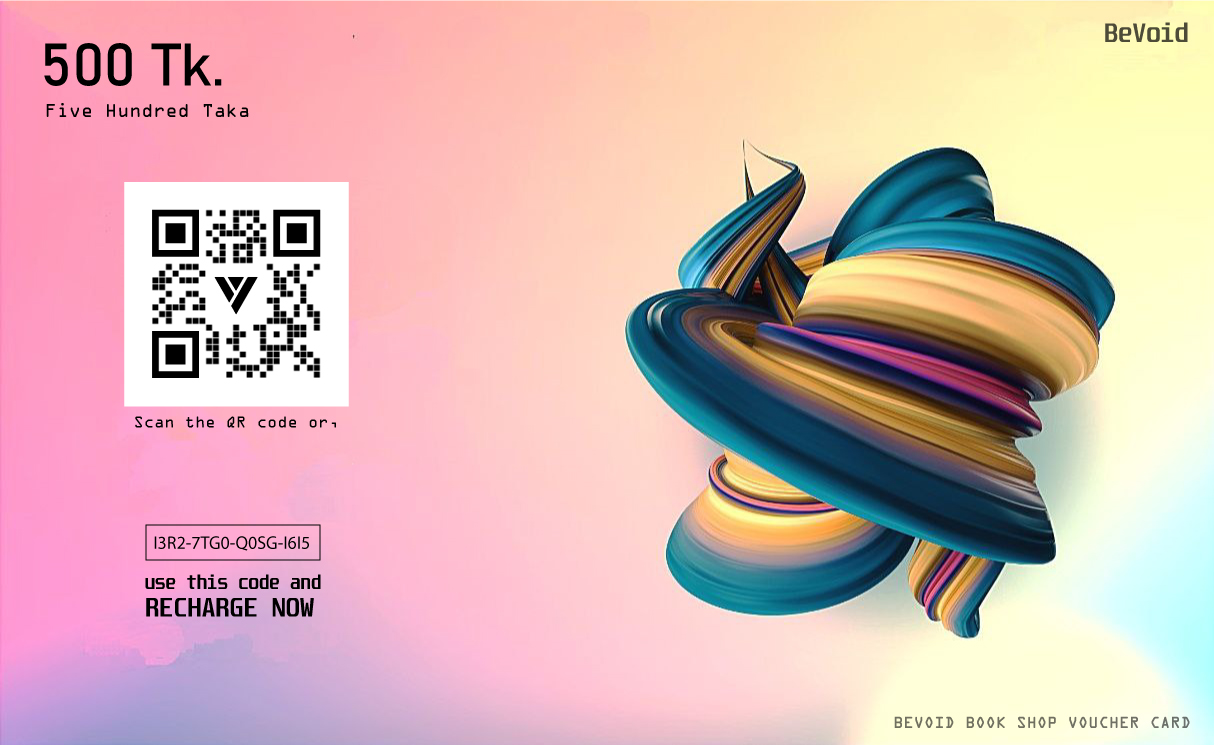 500 Tk.
Five Hundred Taka
BeVoid
Scan the QR code or,
I3R2-7TG0-Q0SG-I6I5
use this code and
RECHARGE NOW
BEVOID BOOK SHOP VOUCHER CARD